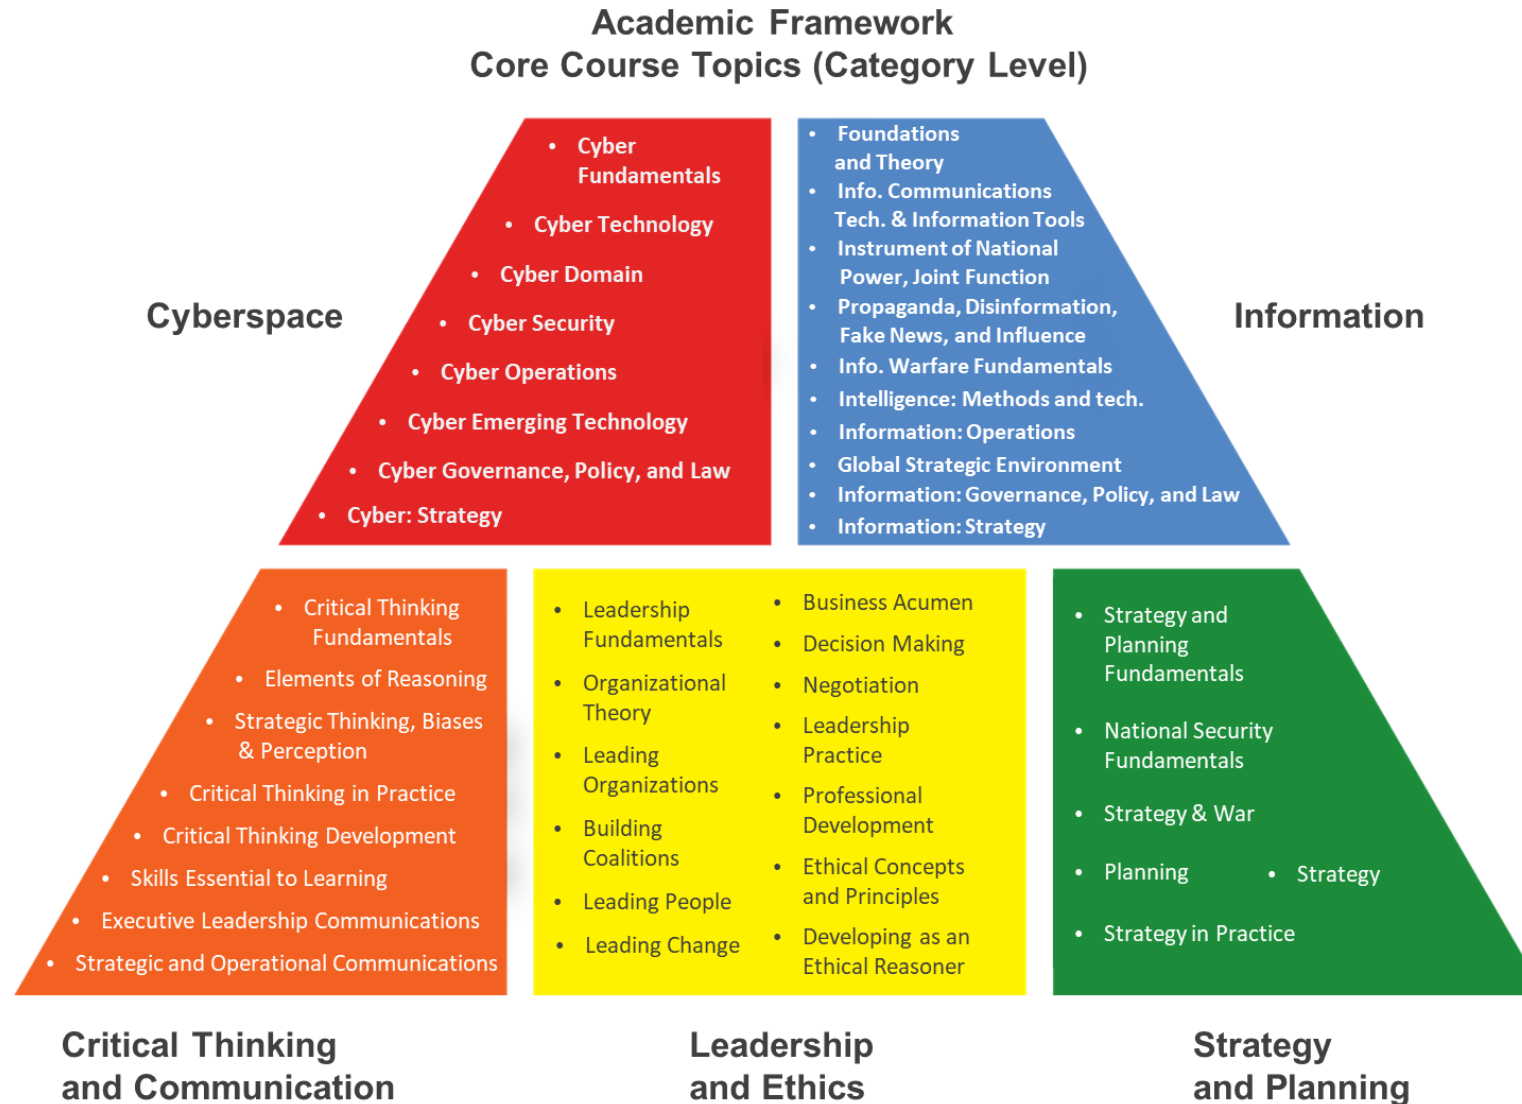 Academic Framework
Core Course Topics (Category Level)
Cyberspace
• Cyber
Fundamentals
• Cyber Technology
• Cyber Domain
• Cyber Security
• Cyber Operations
• Cyber Emerging Technology
• Cyber Governance, Policy, and Law
• Cyber: Strategy
• Foundations
and Theory
• Info. Communications
Tech. & Information Tools
• Instrument of National
Power, Joint Function
• Propaganda, Disinformation,
Fake News, and Influence
• Info. Warfare Fundamentals
• Intelligence: Methods and tech.
• Information: Operations
• Global Strategic Environment
• Information: Governance, Policy, and Law
• Information: Strategy
Information
• Critical Thinking
Fundamentals
• Elements of Reasoning
• Strategic Thinking, Biases
& Perception
• Critical Thinking in Practice
• Critical Thinking Development
• Skills Essential to Learning
• Executive Leadership Communications
• Strategic and Operational Communications
• Leadership
Fundamentals
• Organizational
Theory
• Leading
Organizations
• Building
Coalitions
• Leading People
• Leading Change
• Business Acumen
• Decision Making
• Negotiation
• Leadership
Practice
• Professional
Development
• Ethical Concepts
and Principles
• Developing as an
Ethical Reasoner
• Strategy and
Planning
Fundamentals
• National Security
Fundamentals
• Strategy & War
• Planning
• Strategy
• Strategy in Practice
Critical Thinking
and Communication
Leadership
and Ethics
Strategy
and Planning